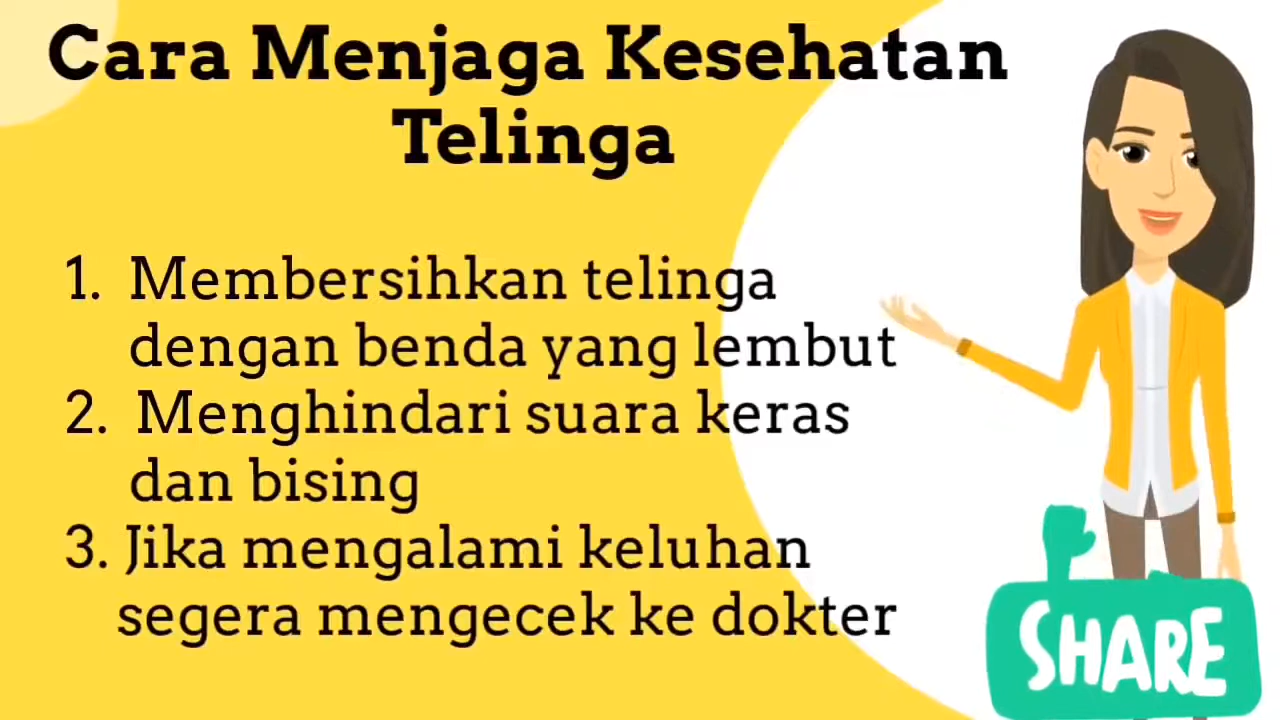 Cara Menjaga Kesehatan
Telinga
1. Membersihkan telinga
dengan benda yang lembut
2. Menghindari suara keras
dan bising
3. Jika mengalami keluhan
segera mengecek ke dokter
SHARE